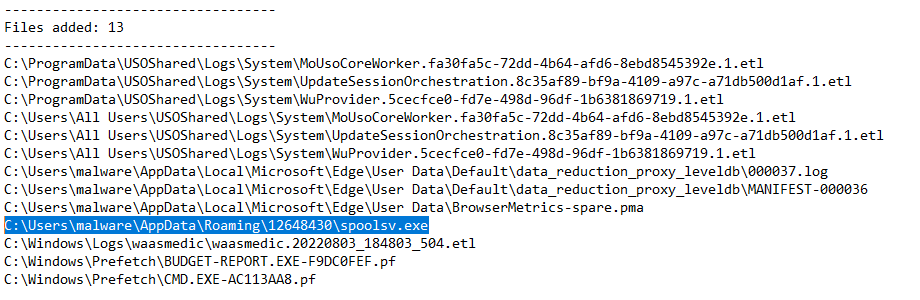 ---------------------------------
Files added: 13
---------------------------------
C:\ProgramData\USOShared\Logs\System\MoUsoCoreWorker.fa30fa5c-72dd-4b64-afd6-8ebd8545392e.1.etl
C:\ProgramData\USOShared\Logs\System\UpdateSessionOrchestration.8c35af89-bf9a-4109-a97c-a71db500d1af.1.etl
C:\ProgramData\USOShared\Logs\System\WuProvider.5cecfce0-fd7e-498d-96df-1b6381869719.1.etl
C:\Users\All Users\USOShared\Logs\System\MoUsoCoreWorker.fa30fa5c-72dd-4b64-afd6-8ebd8545392e.1.etl
C:\Users\All Users\USOShared\Logs\System\UpdateSessionOrchestration.8c35af89-bf9a-4109-a97c-a71db500d1af.1.etl
C:\Users\All Users\USOShared\Logs\System\WuProvider.5cecfce0-fd7e-498d-96df-1b6381869719.1.etl
C:\Users\malware\AppData\Local\Microsoft\Edge\User Data\Default\data_reduction_proxy_leveldb\000037.log
C:\Users\malware\AppData\Local\Microsoft\Edge\User Data\Default\data_reduction_proxy_leveldb\MANIFEST-000036
C:\Users\malware\AppData\Local\Microsoft\Edge\User Data\BrowserMetrics-spare.pma
C:\Users\malware\AppData\Roaming\12648430\spoolsv.exe
C:\Windows\Logs\waasmedic\waasmedic.20220803_184803_504.etl
C:\Windows\Prefetch\BUDGET-REPORT.EXE-F9DC0FEF.pf
C:\Windows\Prefetch\CMD.EXE-AC113AA8.pf